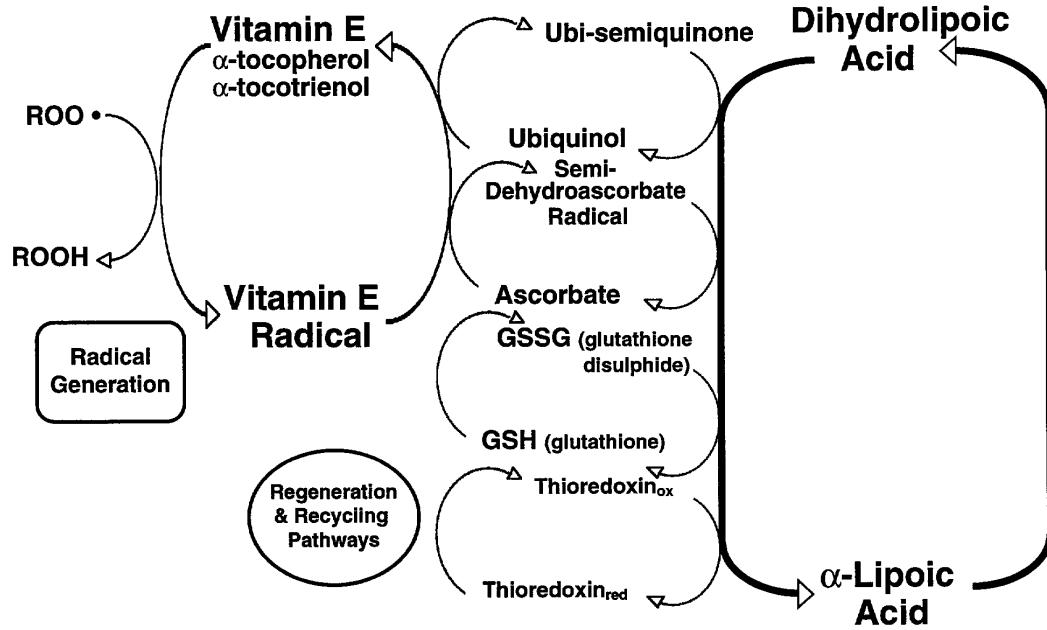 Vitamin E
α-tocopherol
α-tocotrienol
ROO •
ROOH
Vitamin E
Radical
Radical
Generation
Regeneration
& Recycling
Pathways
Ubi-semiquinone
Ubiquinol
Semi-
Dehydroascorbate
Radical
Ascorbate
GSSG (glutathione
disulphide)
GSH (glutathione)
Thioredoxinox
Thioredoxinred
Dihydrolipoic
Acid
α-Lipoic
Acid